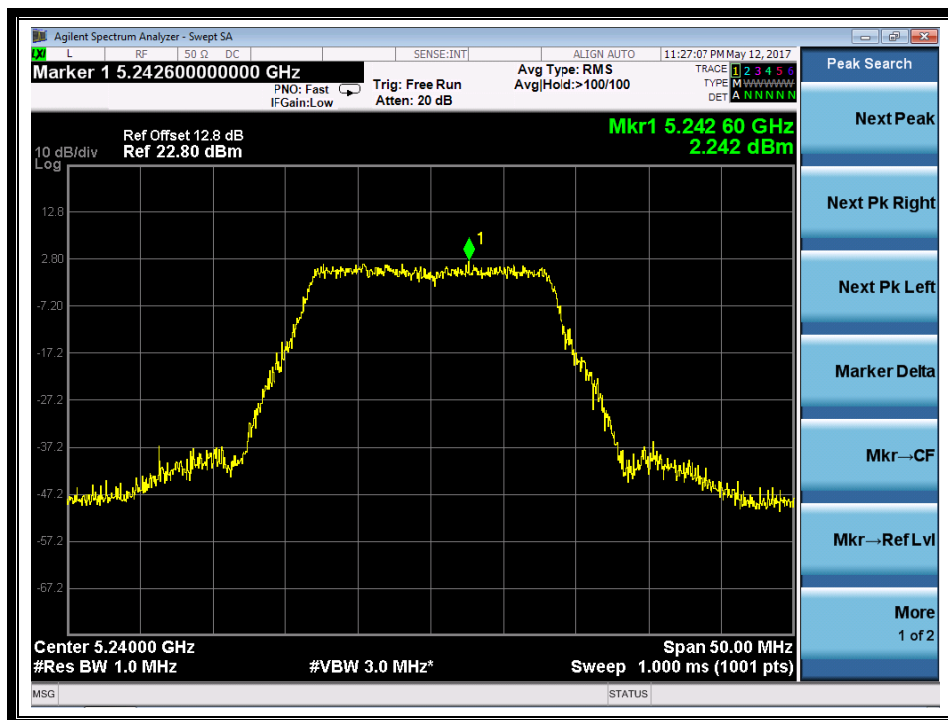 Agilent Spectrum Analyzer - Swept SA
LXI L RF 50 Ω DC SENSE:INT ALIGN AUTO 11:27:07 PM May 12, 2017
Marker 1 5.242600000000 GHz
PNO: Fast
IFGain:Low
Trig: Free Run
Atten: 20 dB
Avg Type: RMS
Avg|Hold:>100/100
TRACE 1 2 3 4 5 6
TYPE M W W W W W
DET A N N N N N
Peak Search
Next Peak
Next Pk Right
Next Pk Left
Marker Delta
Mkr→CF
Mkr→Ref Lvl
More
1 of 2
Ref Offset 12.8 dB
10 dB/div Ref 22.80 dBm
Log
Mkr1 5.242 60 GHz
2.242 dBm
12.8
2.80
-7.20
-17.2
-27.2
-37.2
-47.2
-57.2
-67.2
1
Center 5.24000 GHz Span 50.00 MHz
#Res BW 1.0 MHz #VBW 3.0 MHz* Sweep 1.000 ms (1001 pts)
MSG STATUS